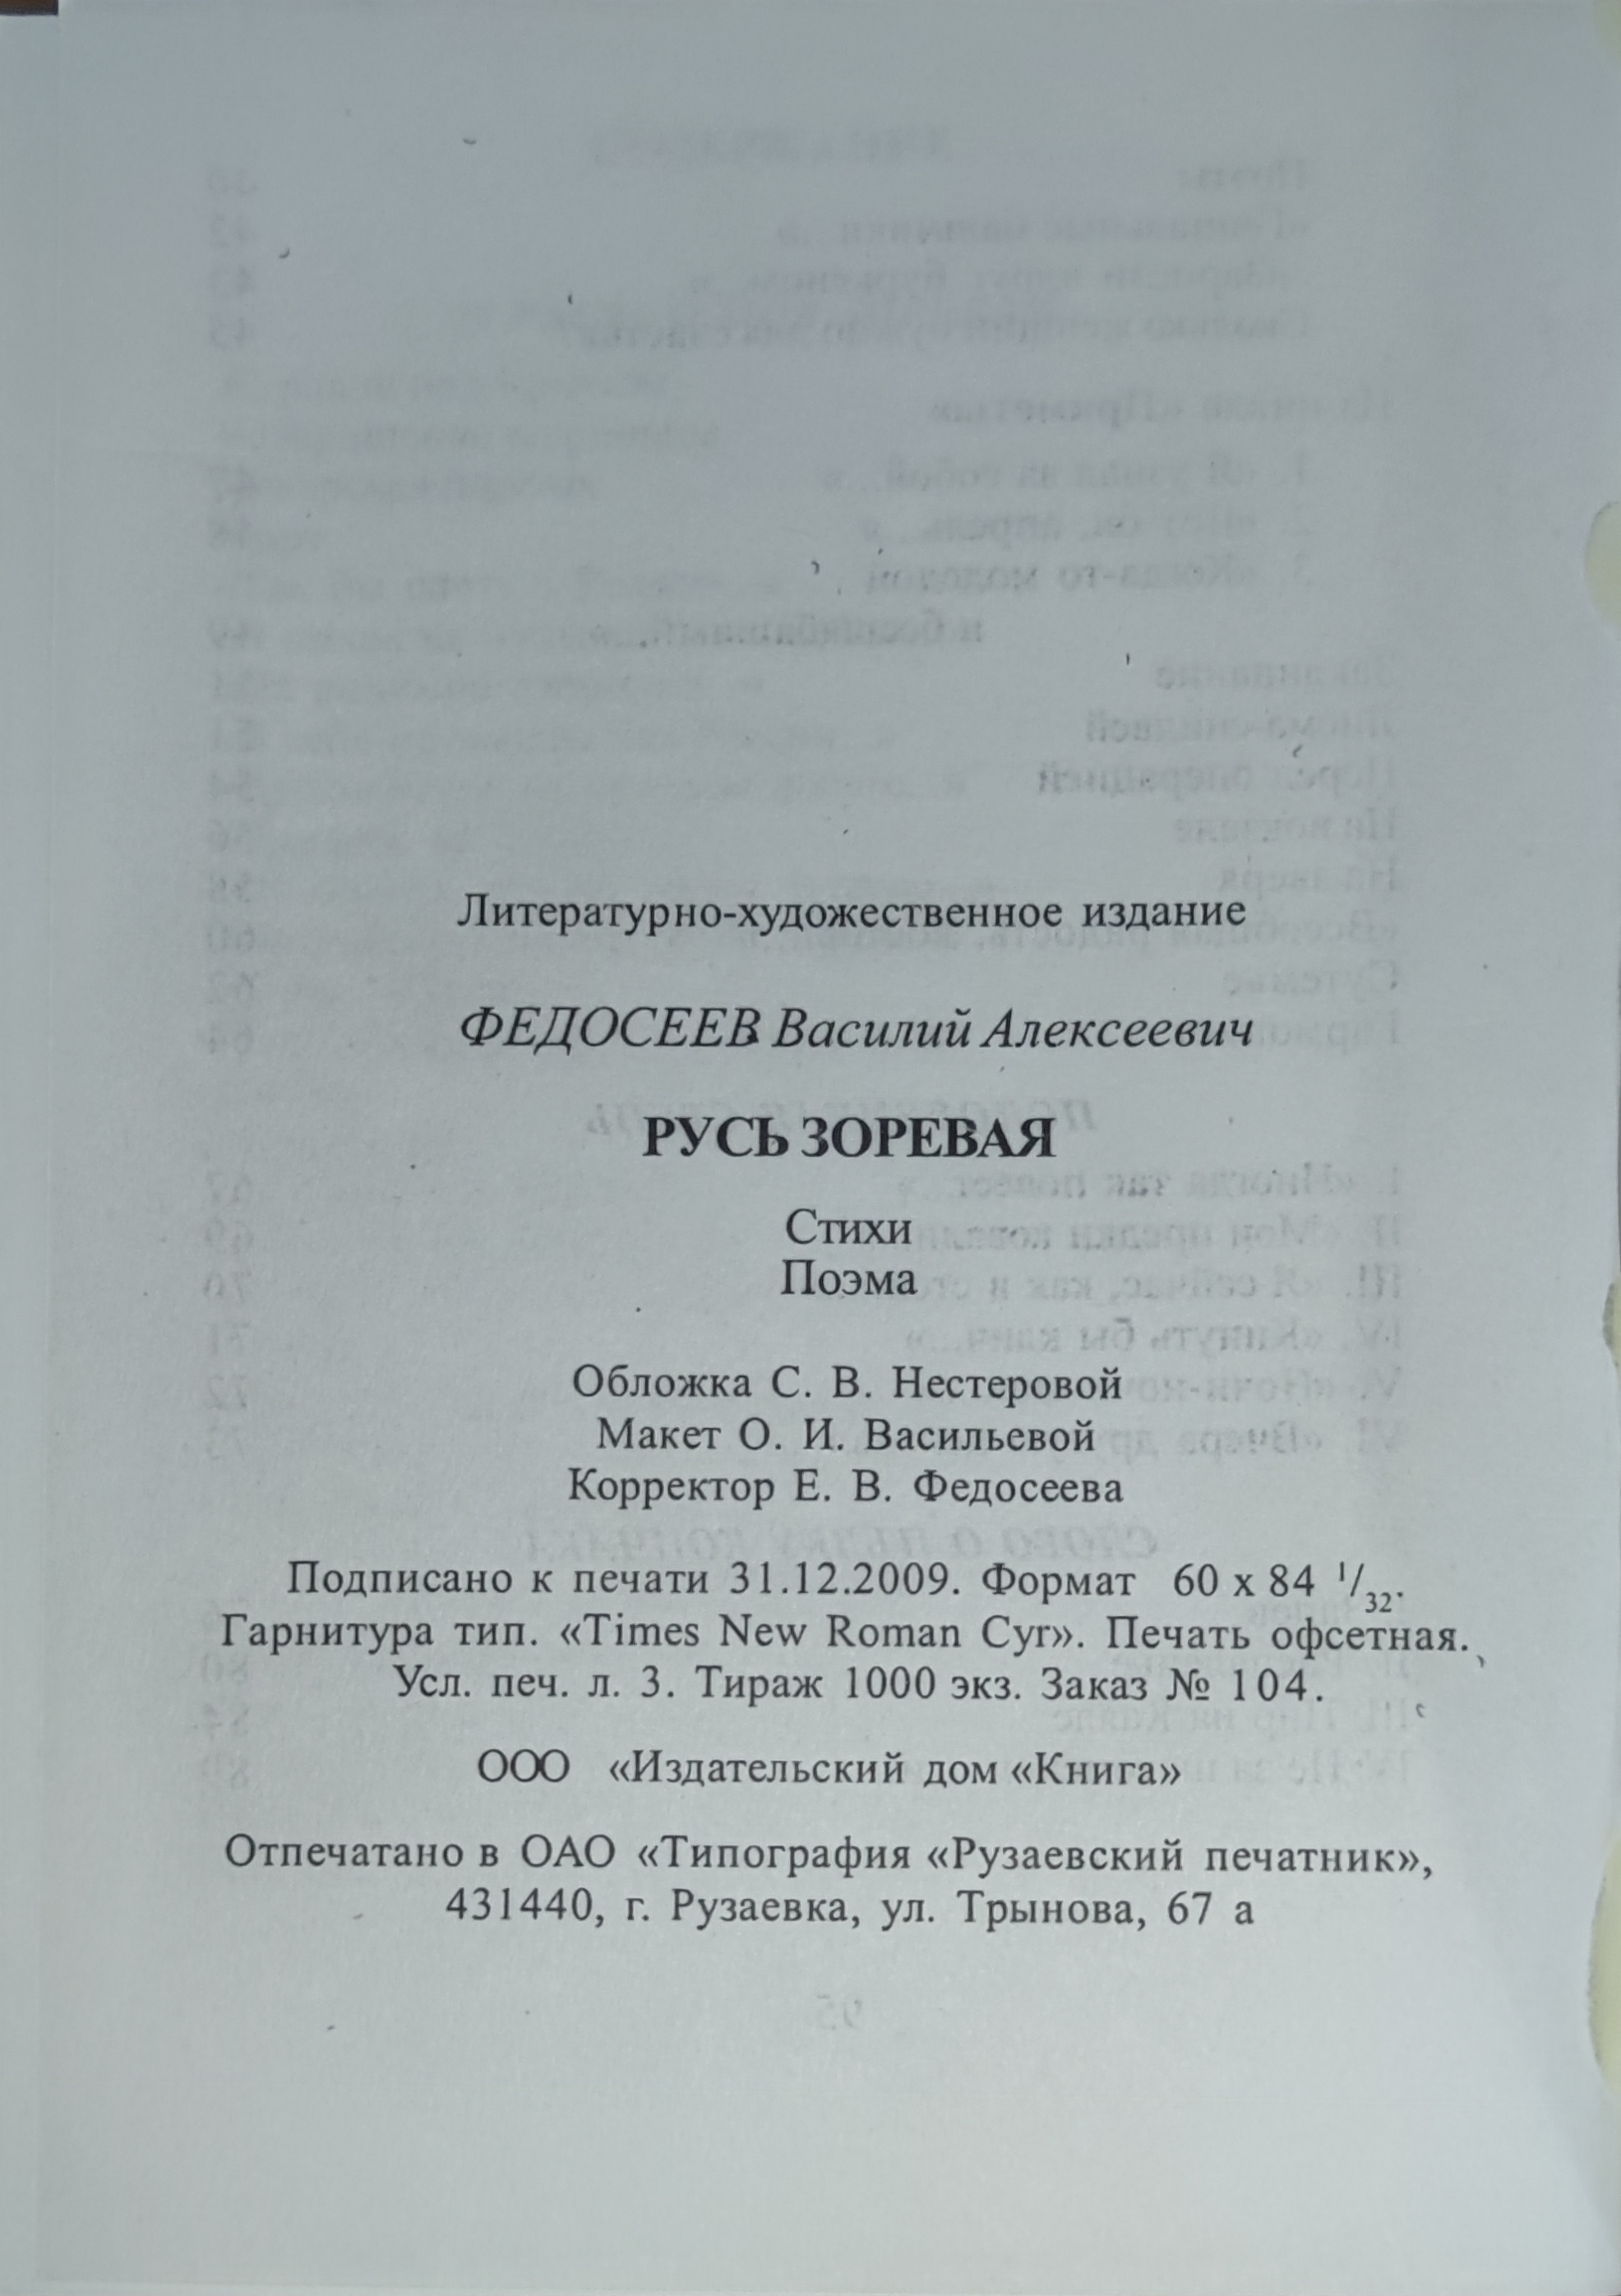 Литературно-художественное издание
ФЕДОСЕЕВ Василий Алексеевич
РУСЬ ЗОРЕВАЯ
Стихи
Поэма
Обложка С. В. Нестеровой
Макет О. И. Васильевой
Корректор Е. В. Федосеева
Подписано к печати 31.12.2009. Формат 60 x 84 1/32.
Гарнитура тип. «Times New Roman Cyr». Печать офсетная.
Усл. печ. л. 3. Тираж 1000 экз. Заказ № 104.
ООО «Издательский дом «Книга»
Отпечатано в ОАО «Типография «Рузаевский печатник»,
431440, г. Рузаевка, ул. Трынова, 67 а